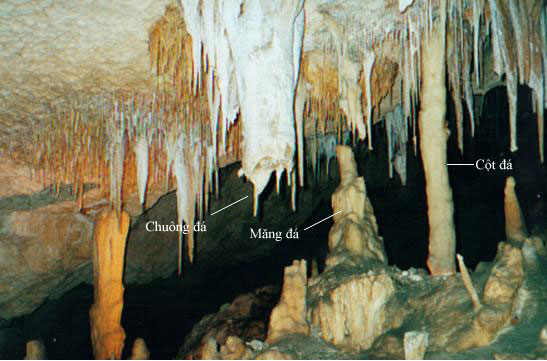 Cột đá
Chuông đá
Măng đá